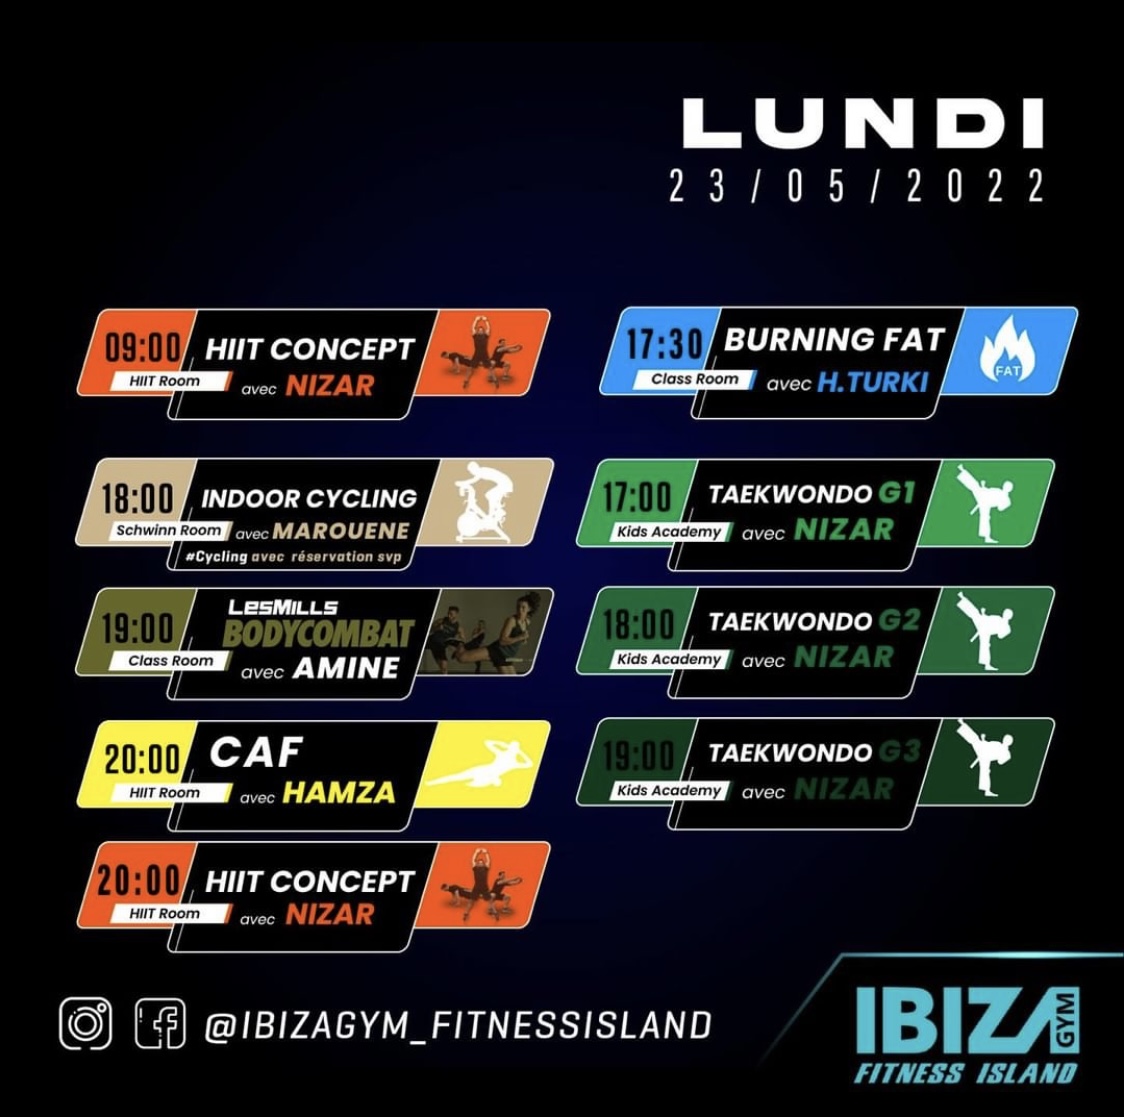 LUNDI
23/05/2022
09:00
HIIT CONCEPT
HIIT Room
avec NIZAR
18:00
INDOOR CYCLING
Schwinn Room
avec MAROUENE
#Cycling avec réservation svp
19:00
LESMILLS
BODYCOMBAT
Class Room
avec AMINE
20:00
CAF
HIIT Room
avec HAMZA
20:00
HIIT CONCEPT
HIIT Room
avec NIZAR
17:30
BURNING FAT
Class Room
avec H.TURKI
FAT
17:00
TAEKWONDO G1
Kids Academy
avec NIZAR
18:00
TAEKWONDO G2
Kids Academy
avec NIZAR
19:00
TAEKWONDO G3
Kids Academy
avec NIZAR
@IBIZAGYM_FITNESSISLAND
IBIZA GYM
FITNESS ISLAND